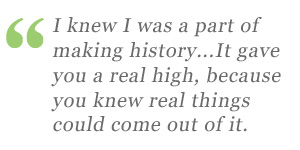 “
I knew I was a part of
making history...It gave
you a real high, because
you knew real things
could come out of it.